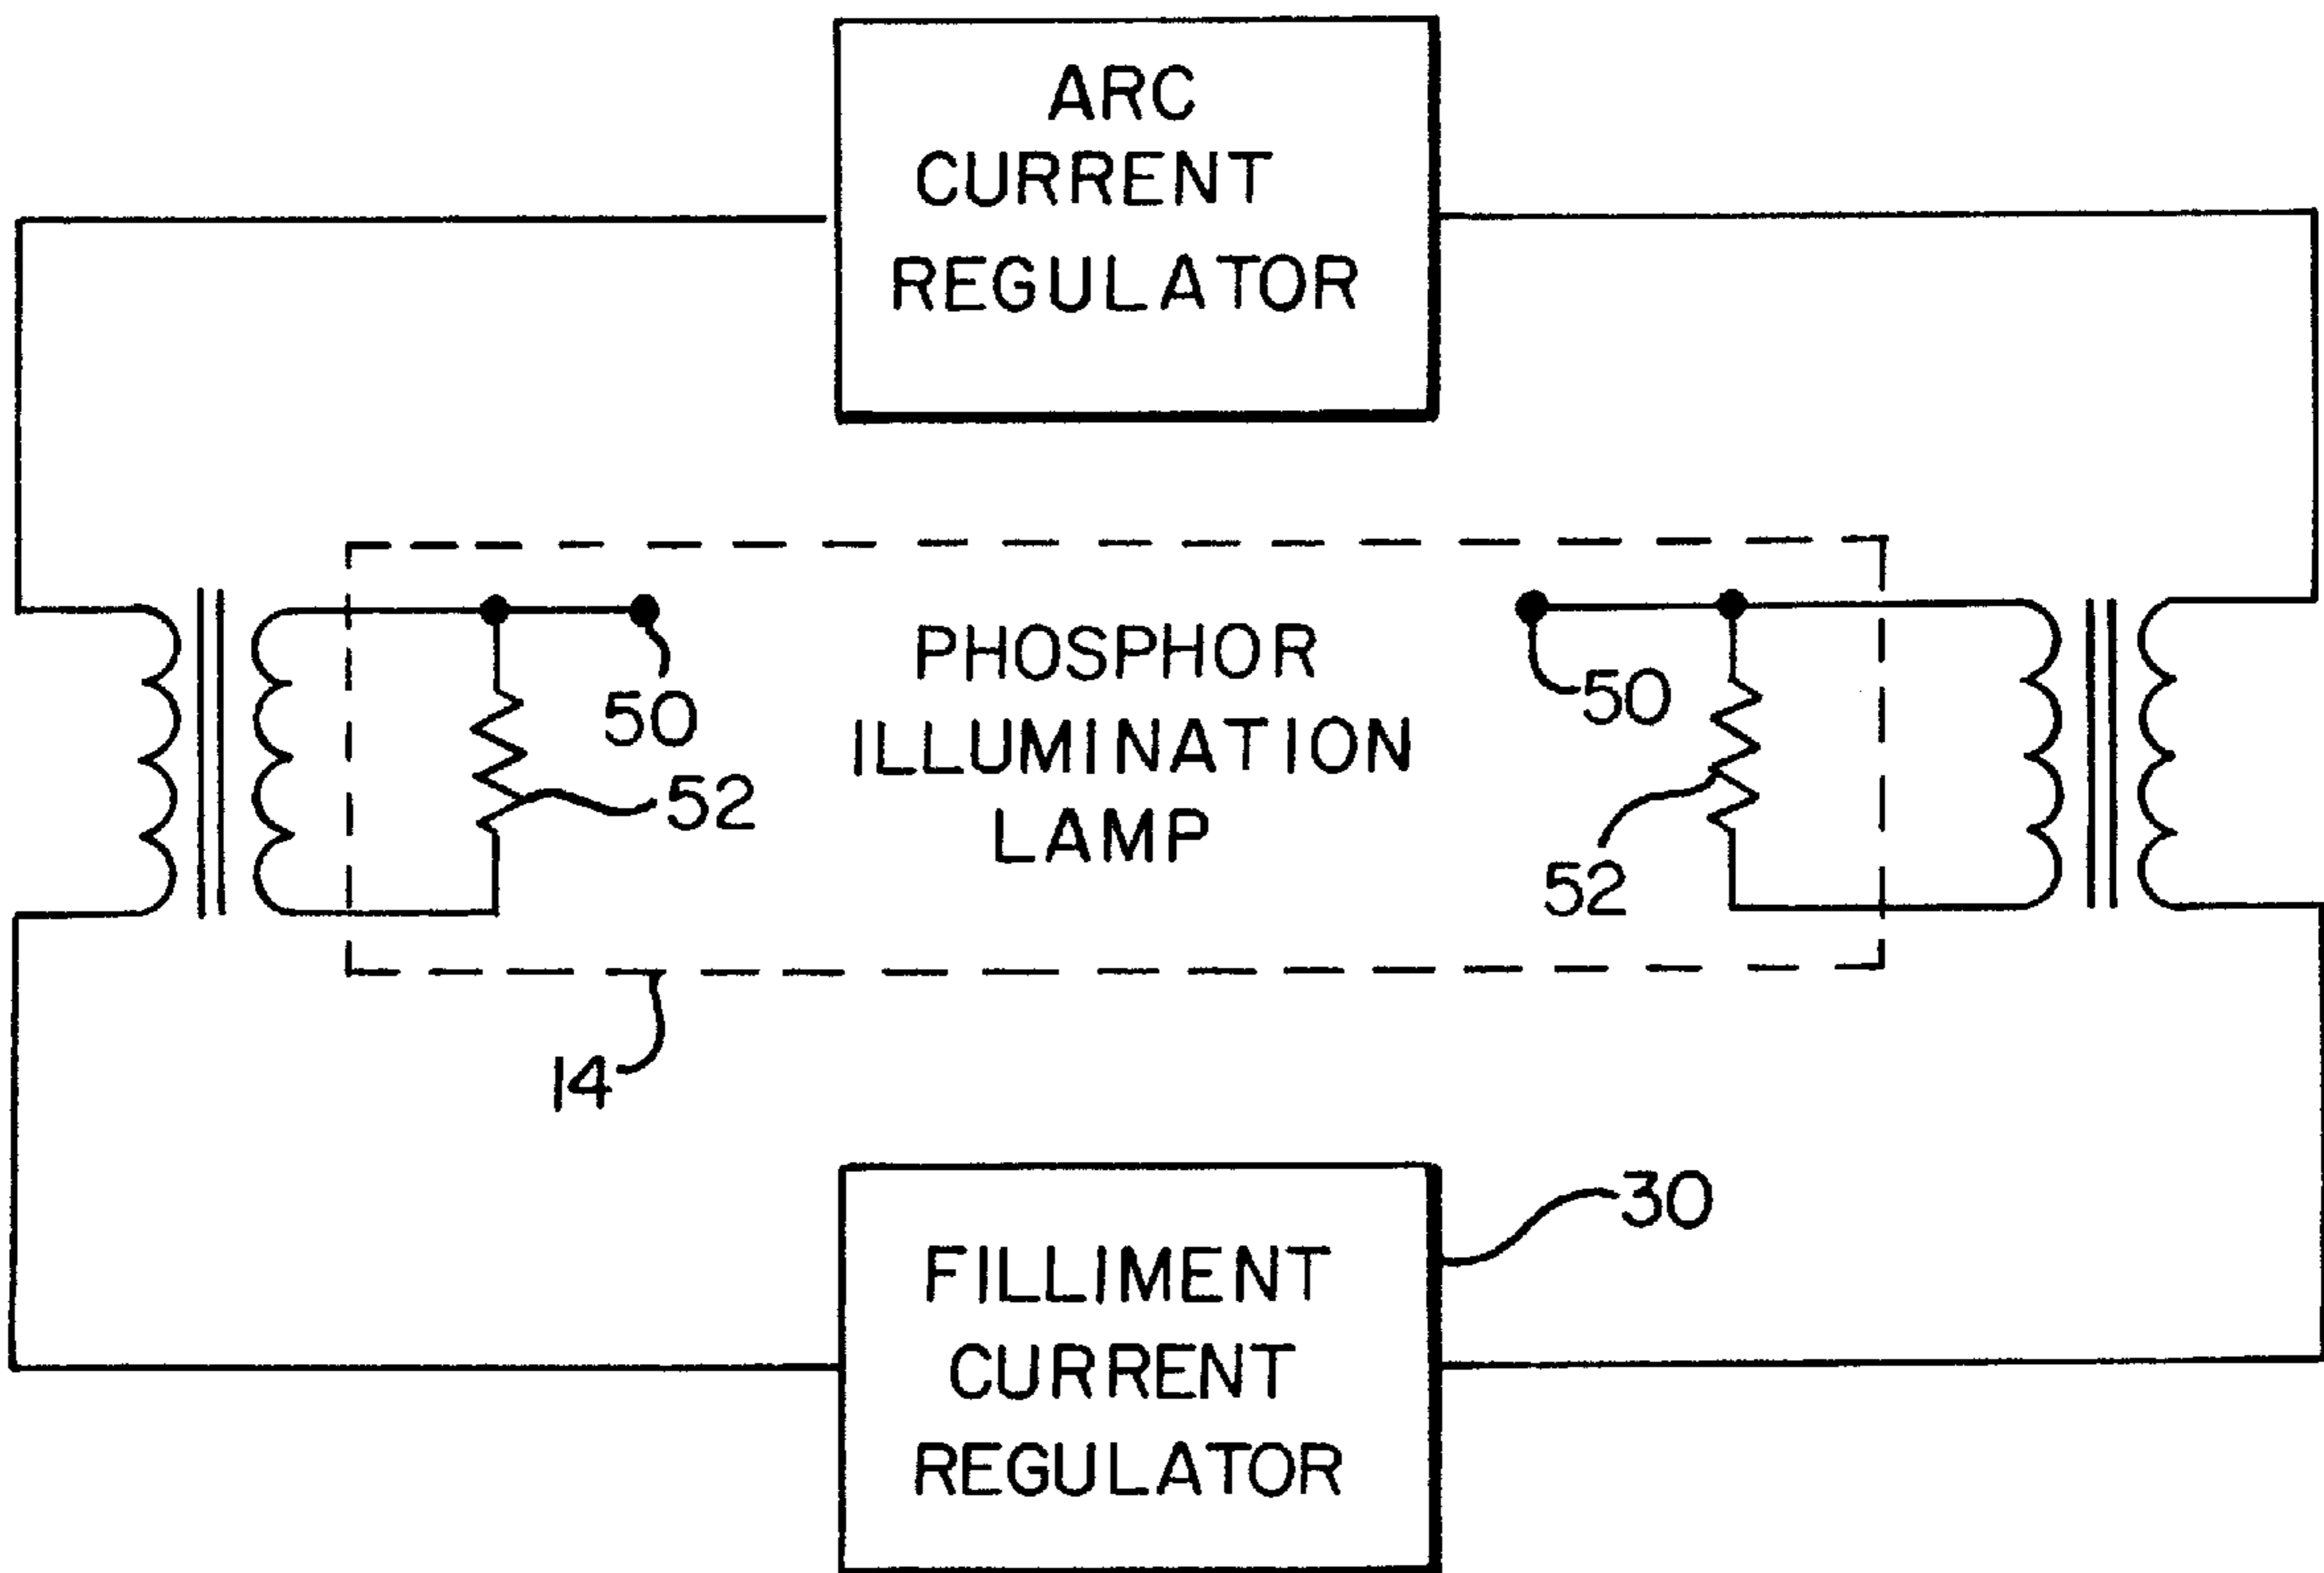 ARC
CURRENT
REGULATOR
PHOSPHOR
ILLUMINATION
LAMP
50
52
50
52
14
30
FILLIMENT
CURRENT
REGULATOR